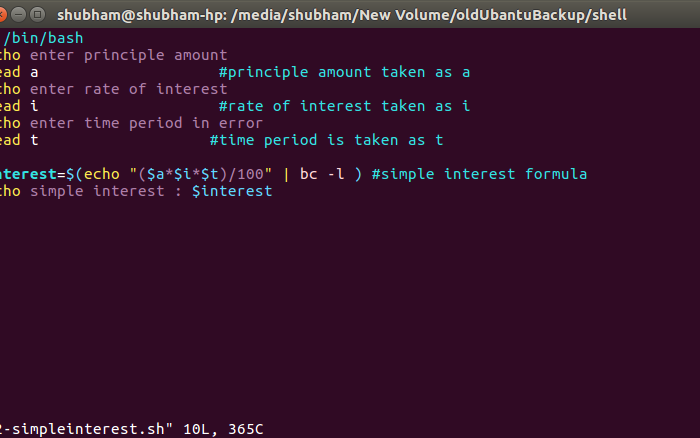 shubham@shubham-hp: /media/shubham/New Volume/oldUbantuBackup/shell
/bin/bash
cho enter principle amount
ead a #principle amount taken as a
cho enter rate of interest
ead i #rate of interest taken as i
cho enter time period in error
ead t #time period is taken as t
nterest=$(echo "($a*$i*$t)/100" | bc -l ) #simple interest formula
cho simple interest : $interest
2-simpleinterest.sh" 10L, 365C